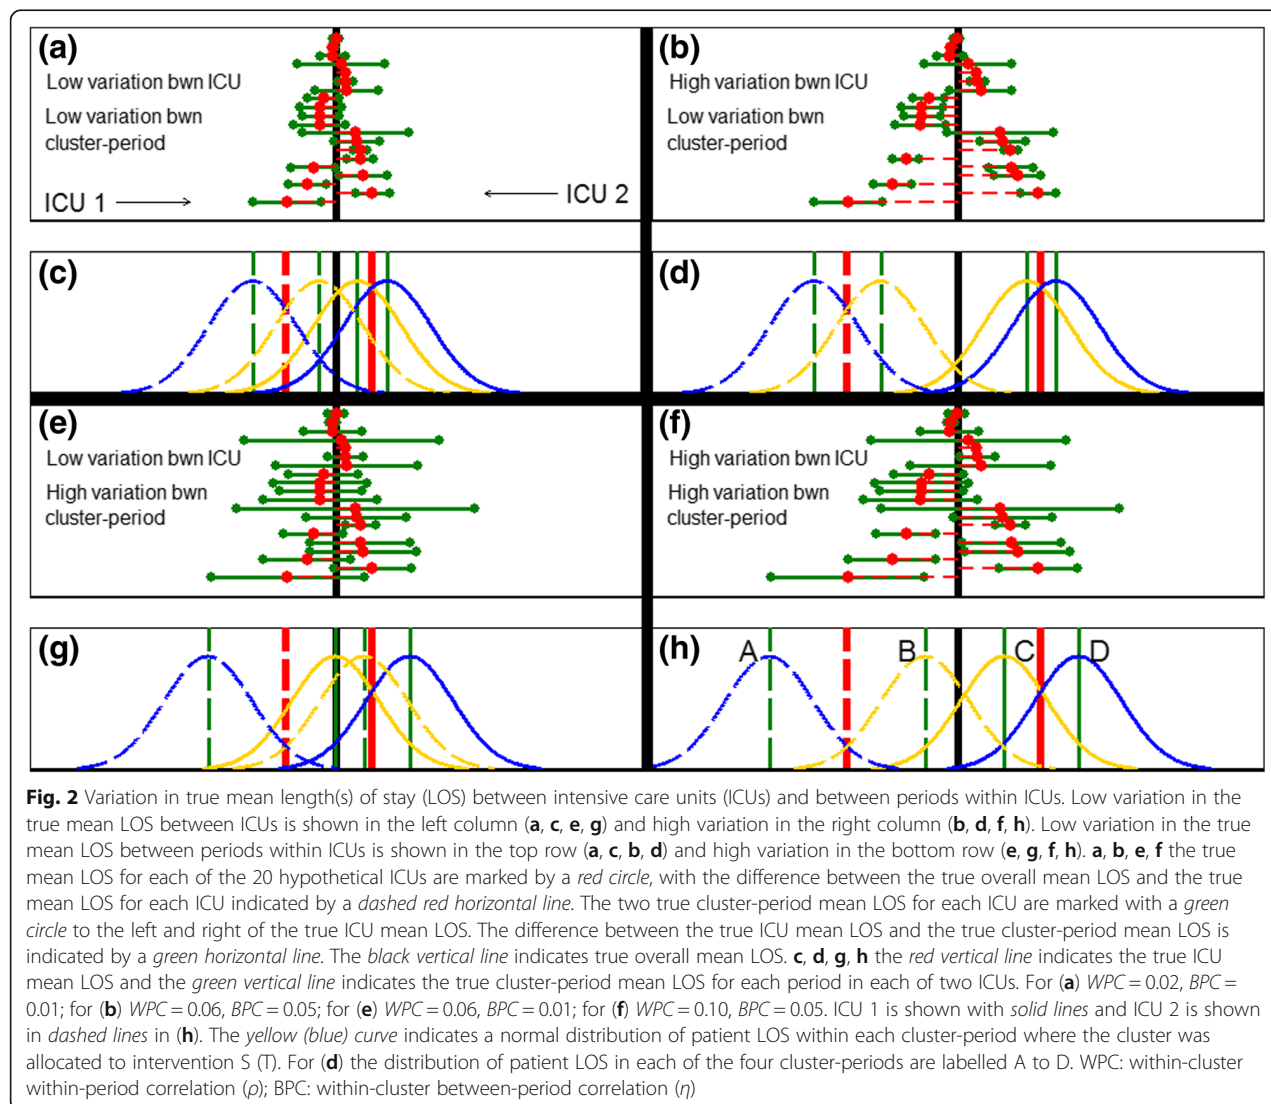 (a)
Low variation bwn ICU
Low variation bwn
cluster-period
ICU 1
ICU 2
(b)
High variation bwn ICU
Low variation bwn
cluster-period
(c)
(d)
(e)
Low variation bwn ICU
High variation bwn
cluster-period
(f)
High variation bwn ICU
High variation bwn
cluster-period
(g)
(h)
A
B
C
D
Fig. 2 Variation in true mean length(s) of stay (LOS) between intensive care units (ICUs) and between periods within ICUs. Low variation in the
true mean LOS between ICUs is shown in the left column (a, c, e, g) and high variation in the right column (b, d, f, h). Low variation in the true
mean LOS between periods within ICUs is shown in the top row (a, c, b, d) and high variation in the bottom row (e, g, f, h). a, b, e, f the true
mean LOS for each of the 20 hypothetical ICUs are marked by a red circle, with the difference between the true overall mean LOS and the true
mean LOS for each ICU indicated by a dashed red horizontal line. The two true cluster-period mean LOS for each ICU are marked with a green
circle to the left and right of the true ICU mean LOS. The difference between the true ICU mean LOS and the true cluster-period mean LOS is
indicated by a green horizontal line. The black vertical line indicates true overall mean LOS. c, d, g, h the red vertical line indicates the true ICU
mean LOS and the green vertical line indicates the true cluster-period mean LOS for each period in each of two ICUs. For (a) WPC = 0.02, BPC =
0.01; for (b) WPC = 0.06, BPC = 0.05; for (e) WPC = 0.06, BPC = 0.01; for (f) WPC = 0.10, BPC = 0.05. ICU 1 is shown with solid lines and ICU 2 is shown
in dashed lines in (h). The yellow (blue) curve indicates a normal distribution of patient LOS within each cluster-period where the cluster was
allocated to intervention S (T). For (d) the distribution of patient LOS in each of the four cluster-periods are labelled A to D. WPC: within-cluster
within-period correlation (ρ); BPC: within-cluster between-period correlation (η)